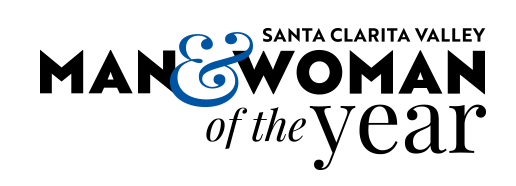 SANTA CLARITA VALLEY
MAN & WOMAN
of the year